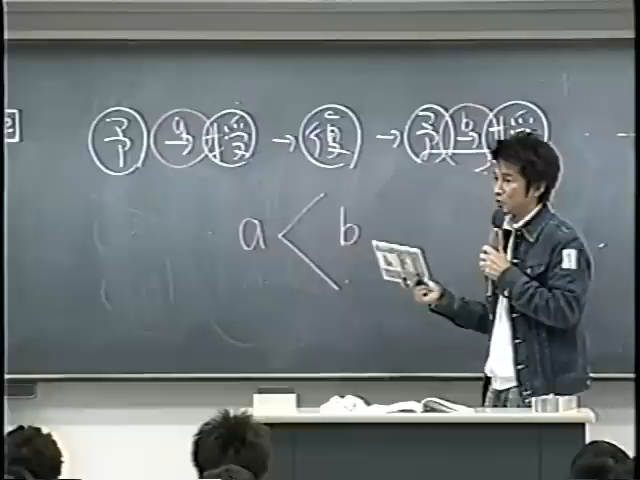 予 授 → 復 → 予 授
a < b